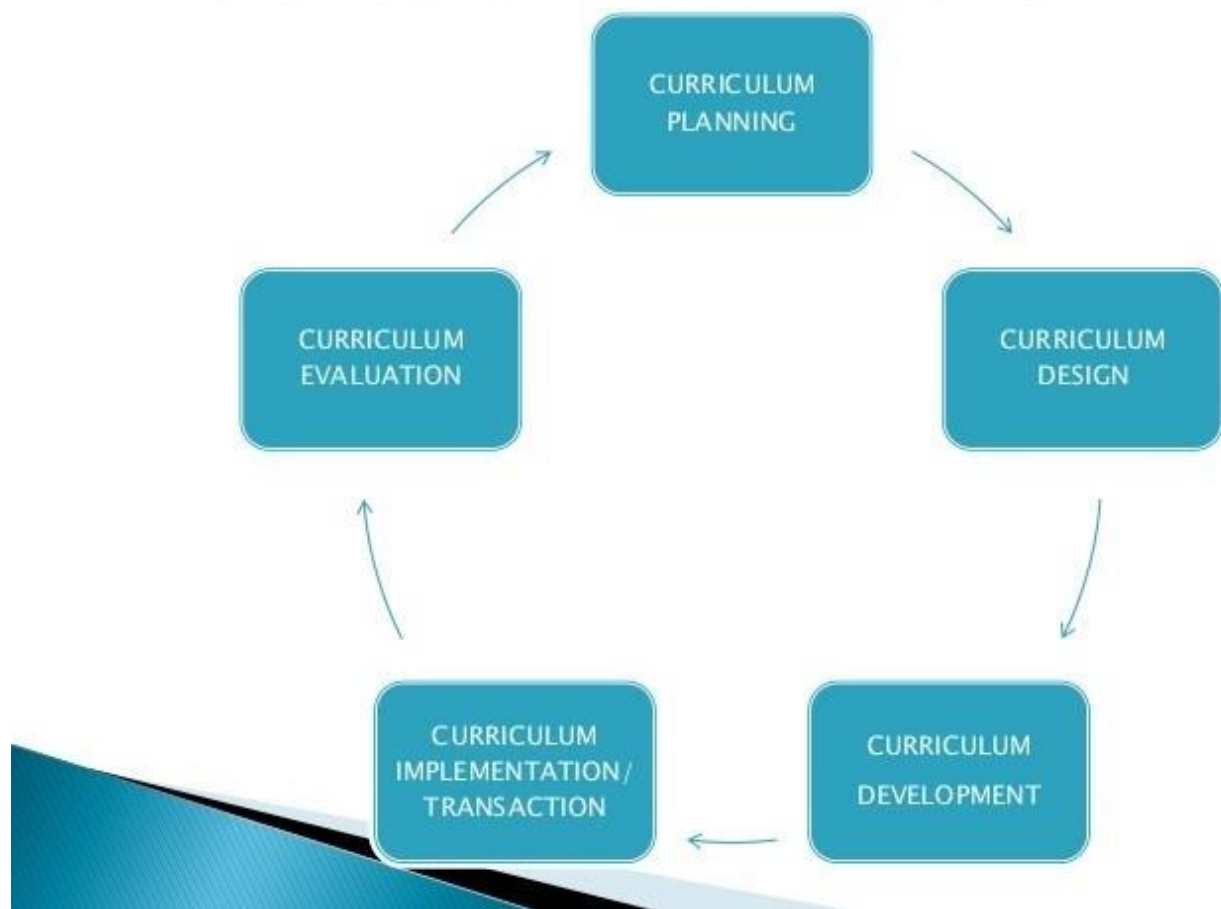 CURRICULUM
PLANNING
CURRICULUM
DESIGN
CURRICULUM
DEVELOPMENT
CURRICULUM
IMPLEMENTATION/
TRANSACTION
CURRICULUM
EVALUATION